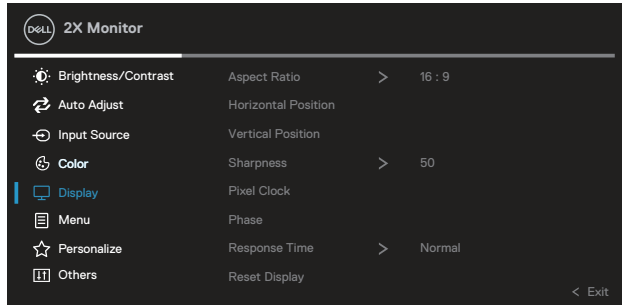 DELL 2X Monitor
Brightness/Contrast Aspect Ratio > 16 : 9
Auto Adjust Horizontal Position
Input Source Vertical Position
Color Sharpness > 50
Display Pixel Clock
Menu Phase
Personalize Response Time > Normal
Others Reset Display
< Exit